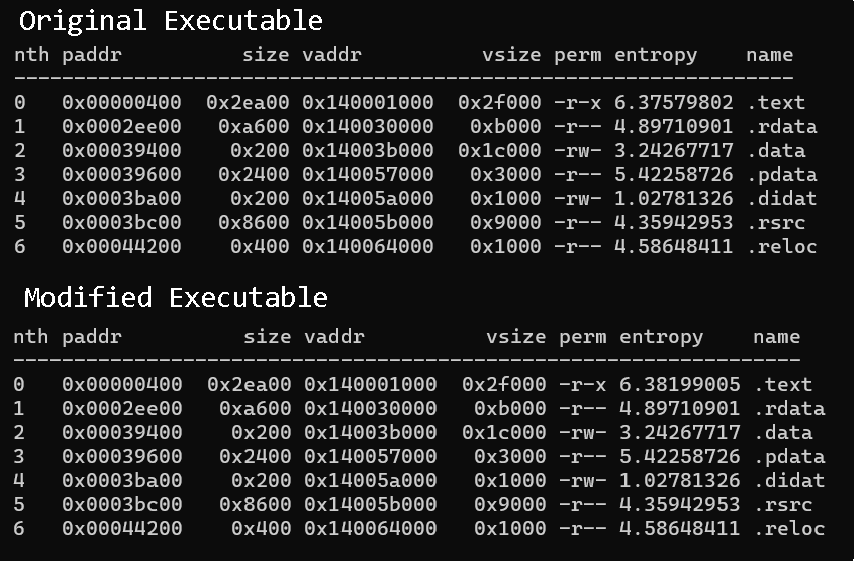 Original Executable
nth paddr size vaddr vsize perm entropy name
-----------------------------------------------------------------
0 0x00000400 0x2ea00 0x140001000 0x2f000 -r-x 6.37579802 .text
1 0x0002ee00 0xa600 0x140030000 0xb000 -r-- 4.89710901 .rdata
2 0x00039400 0x200 0x14003b000 0x1c000 -rw- 3.24267717 .data
3 0x00039600 0x2400 0x140057000 0x3000 -r-- 5.42258726 .pdata
4 0x0003ba00 0x200 0x14005a000 0x1000 -rw- 1.02781326 .didat
5 0x0003bc00 0x8600 0x14005b000 0x9000 -r-- 4.35942953 .rsrc
6 0x00044200 0x400 0x140064000 0x1000 -r-- 4.58648411 .reloc
Modified Executable
nth paddr size vaddr vsize perm entropy name
-----------------------------------------------------------------
0 0x00000400 0x2ea00 0x140001000 0x2f000 -r-x 6.38199005 .text
1 0x0002ee00 0xa600 0x140030000 0xb000 -r-- 4.89710901 .rdata
2 0x00039400 0x200 0x14003b000 0x1c000 -rw- 3.24267717 .data
3 0x00039600 0x2400 0x140057000 0x3000 -r-- 5.42258726 .pdata
4 0x0003ba00 0x200 0x14005a000 0x1000 -rw- 1.02781326 .didat
5 0x0003bc00 0x8600 0x14005b000 0x9000 -r-- 4.35942953 .rsrc
6 0x00044200 0x400 0x140064000 0x1000 -r-- 4.58648411 .reloc